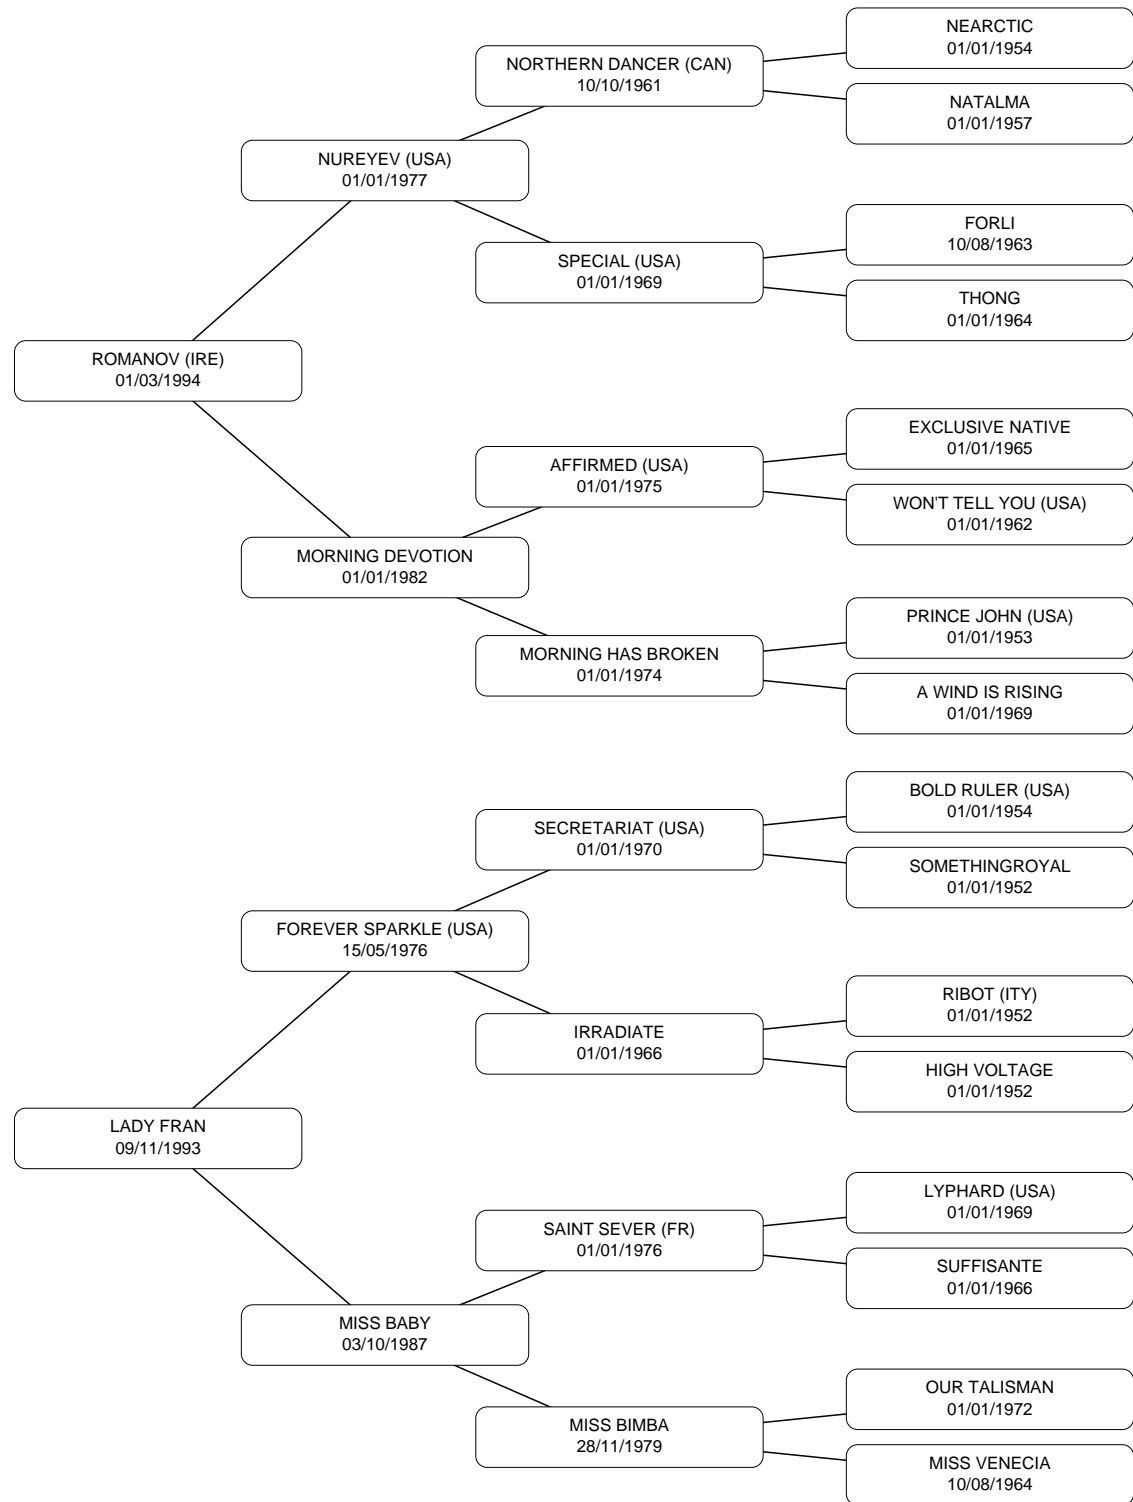 NEARCTIC
01/01/1954
NORTHERN DANCER (CAN)
10/10/1961
NATALMA
01/01/1957
NUREYEV (USA)
01/01/1977
FORLI
10/08/1963
SPECIAL (USA)
01/01/1969
THONG
01/01/1964
ROMANOV (IRE)
01/03/1994
EXCLUSIVE NATIVE
01/01/1965
AFFIRMED (USA)
01/01/1975
WON'T TELL YOU (USA)
01/01/1962
MORNING DEVOTION
01/01/1982
PRINCE JOHN (USA)
01/01/1953
MORNING HAS BROKEN
01/01/1974
A WIND IS RISING
01/01/1969
BOLD RULER (USA)
01/01/1954
SECRETARIAT (USA)
01/01/1970
SOMETHINGROYAL
01/01/1952
FOREVER SPARKLE (USA)
15/05/1976
RIBOT (ITY)
01/01/1952
IRRADIATE
01/01/1966
HIGH VOLTAGE
01/01/1952
LADY FRAN
09/11/1993
LYPHARD (USA)
01/01/1969
SAINT SEVER (FR)
01/01/1976
SUFFISANTE
01/01/1966
MISS BABY
03/10/1987
OUR TALISMAN
01/01/1972
MISS BIMBA
28/11/1979
MISS VENECIA
10/08/1964